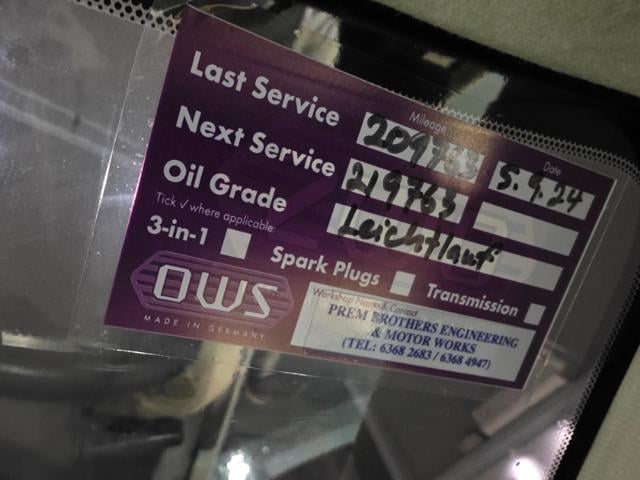 Mileage Date
Last Service 209763 5.9.24
Next Service 219763
Oil Grade Leichtlauf
Tick √ where applicable:
3-in-1 Spark Plugs Transmission
OWS
MADE IN GERMANY
Workshop Name & Contact
PREM BROTHERS ENGINEERING
& MOTOR WORKS
(TEL: 6368 2683 / 6368 4947)